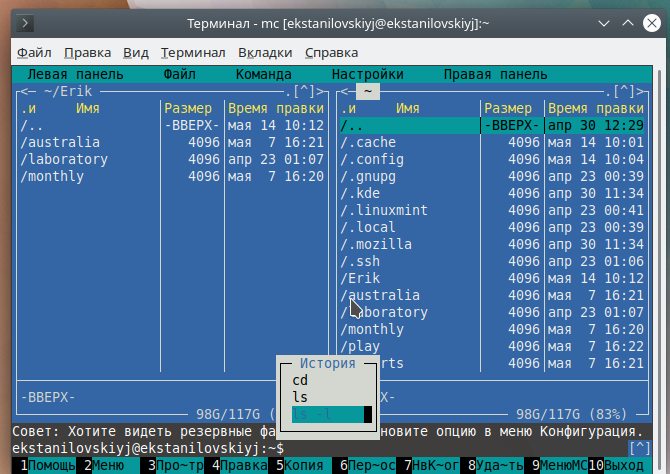 Терминал - mc [ekstanilovskiyj@ekstanilovskiyj]:~
Файл Правка Вид Терминал Вкладки Справка
Левая панель Файл Команда Настройки Правая панель
<- ~/Erik .[^]> <- ~ .[^]>
.и Имя Размер Время правки .и Имя Размер Время правки
/.. -ВВЕРХ- мая 14 10:12 /.. -ВВЕРХ- апр 30 12:29
/australia 4096 мая 7 16:21 /.cache 4096 мая 14 10:01
/laboratory 4096 апр 23 01:07 /.config 4096 мая 14 10:04
/monthly 4096 мая 7 16:20 /.gnupg 4096 апр 23 00:39
/.kde 4096 апр 30 11:34
/.linuxmint 4096 апр 23 00:41
/.local 4096 апр 23 00:39
/.mozilla 4096 апр 30 11:34
/.ssh 4096 апр 23 01:06
/Erik 4096 мая 14 10:12
/australia 4096 мая 7 16:21
/laboratory 4096 апр 23 01:07
/monthly 4096 мая 7 16:20
/play 4096 мая 7 16:22
rts 4096 мая 7 16:21
История
cd
ls
ls -l
-ВВЕРХ- Х-
98G/117G ( 98G/117G (83%)
Совет: Хотите видеть резервные фа новите опцию в меню Конфигурация.
ekstanilovskiyj@ekstanilovskiyj:~$ [^]
1Помощь 2Меню 3Про~тр 4Правка 5Копия 6Пер~ос 7НвК~ог 8Уда~ть 9МенюMC 10Выход